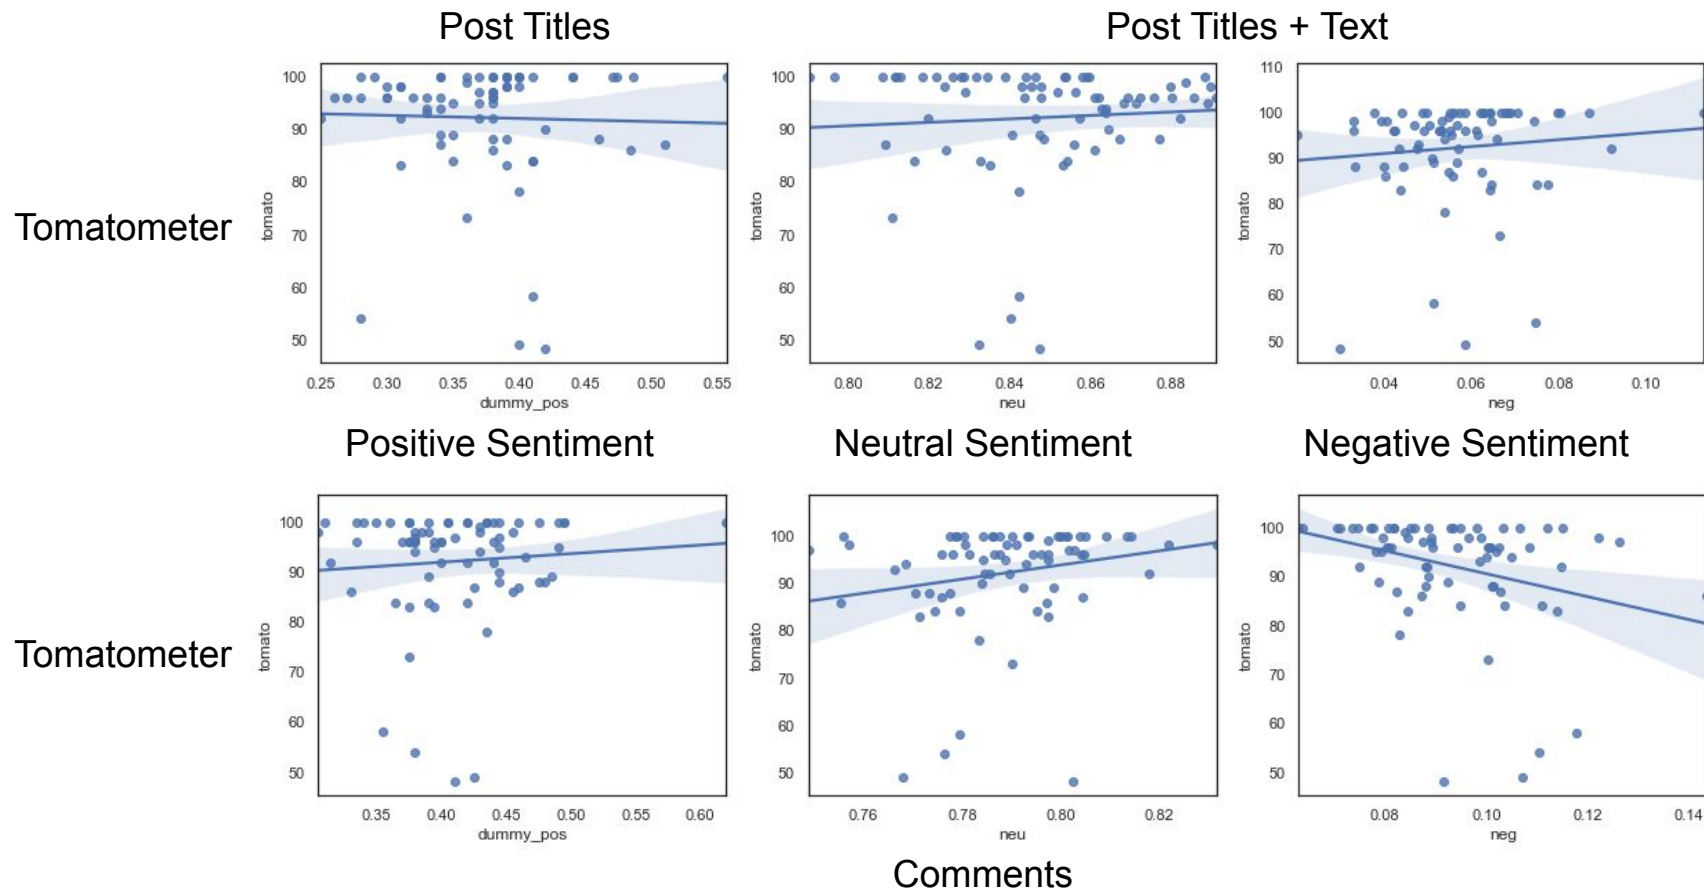 Post Titles
Post Titles + Text
100
90
80
70
60
50
tomato
0.25 0.30 0.35 0.40 0.45 0.50 0.55
dummy_pos
100
90
80
70
60
50
tomato
0.80 0.82 0.84 0.86 0.88
neu
110
100
90
80
70
60
50
tomato
0.04 0.06 0.08 0.10
neg
Tomatometer
Positive Sentiment
Neutral Sentiment
Negative Sentiment
100
90
80
70
60
50
tomato
0.35 0.40 0.45 0.50 0.55 0.60
dummy_pos
100
90
80
70
60
50
tomato
0.76 0.78 0.80 0.82
neu
100
90
80
70
60
50
tomato
0.08 0.10 0.12 0.14
neg
Tomatometer
Comments